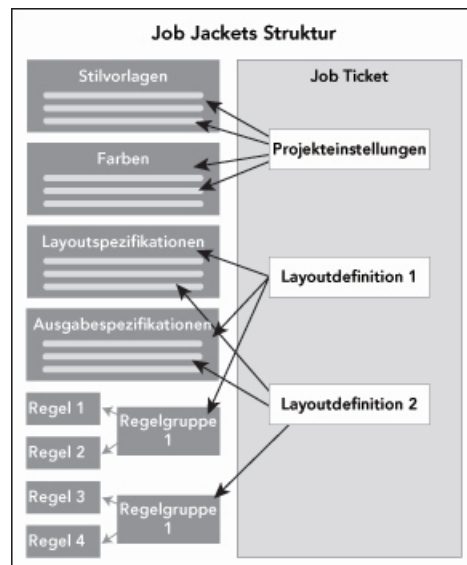 Job Jackets Struktur
Stilvorlagen
Job Ticket
Projekteinstellungen
Farben
Layoutspezifikationen
Layoutdefinition 1
Ausgabespezifikationen
Layoutdefinition 2
Regel 1
Regelgruppe
1
Regel 2
Regel 3
Regelgruppe
1
Regel 4